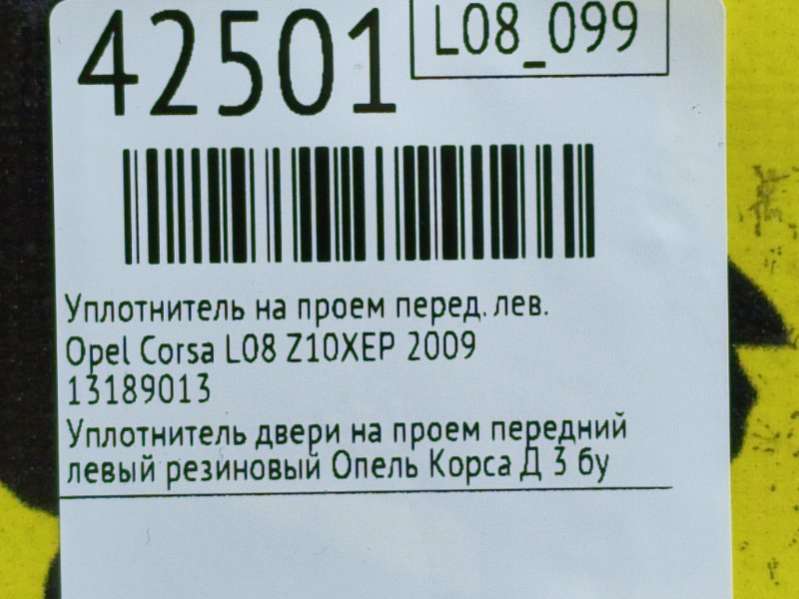 42501
L08_099
Уплотнитель на проем перед. лев.
Opel Corsa L08 Z10XEP 2009
13189013
Уплотнитель двери на проем передний
левый резиновый Опель Корса Д 3 бу